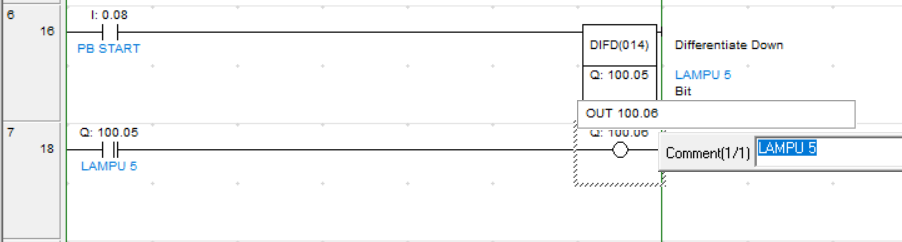 6
I: 0.08
16
PB START
DIFD(014)
Differentiate Down
Q: 100.05
LAMPU 5
Bit
OUT 100.06
7
Q: 100.05
Q: 100.06
18
LAMPU 5
Comment(1/1)
LAMPU 5